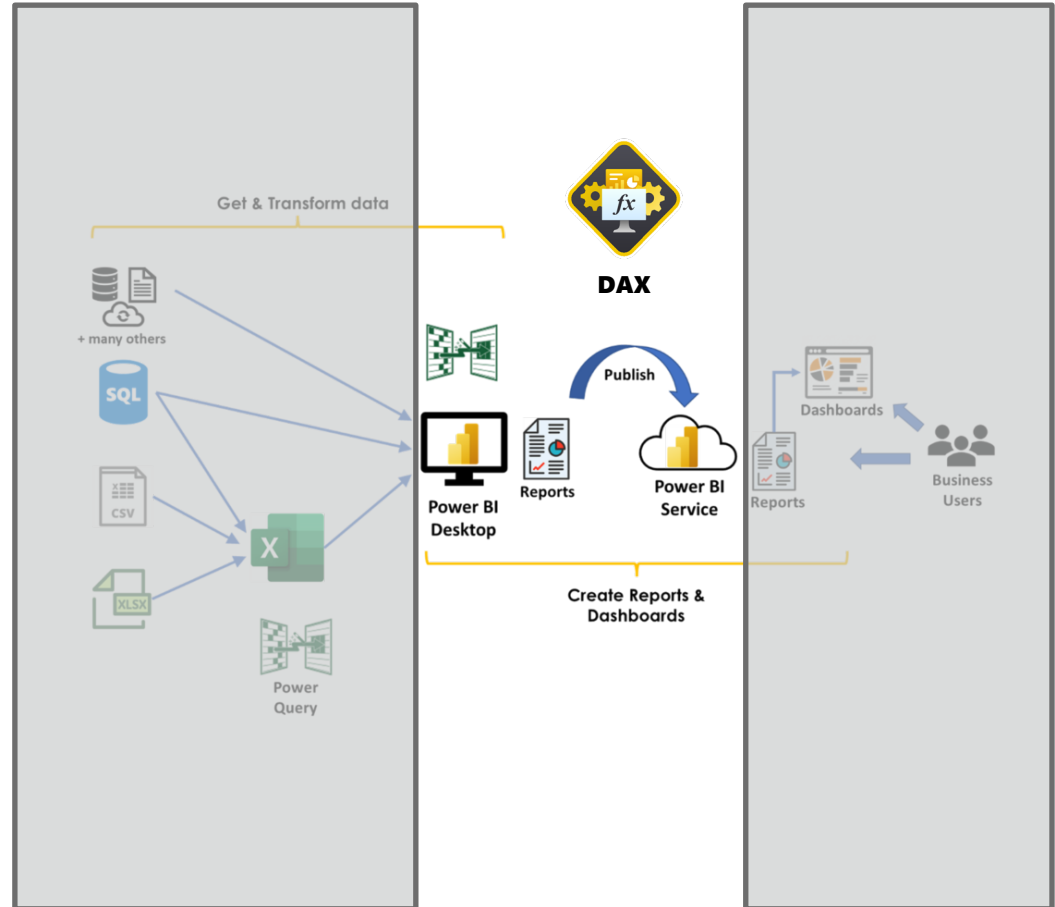 Get & Transform data
fx
DAX
+ many others
SQL
CSV
XLSX
X
Power
Query
Power BI
Desktop
Reports
Publish
Power BI
Service
Dashboards
Reports
Business
Users
Create Reports &
Dashboards